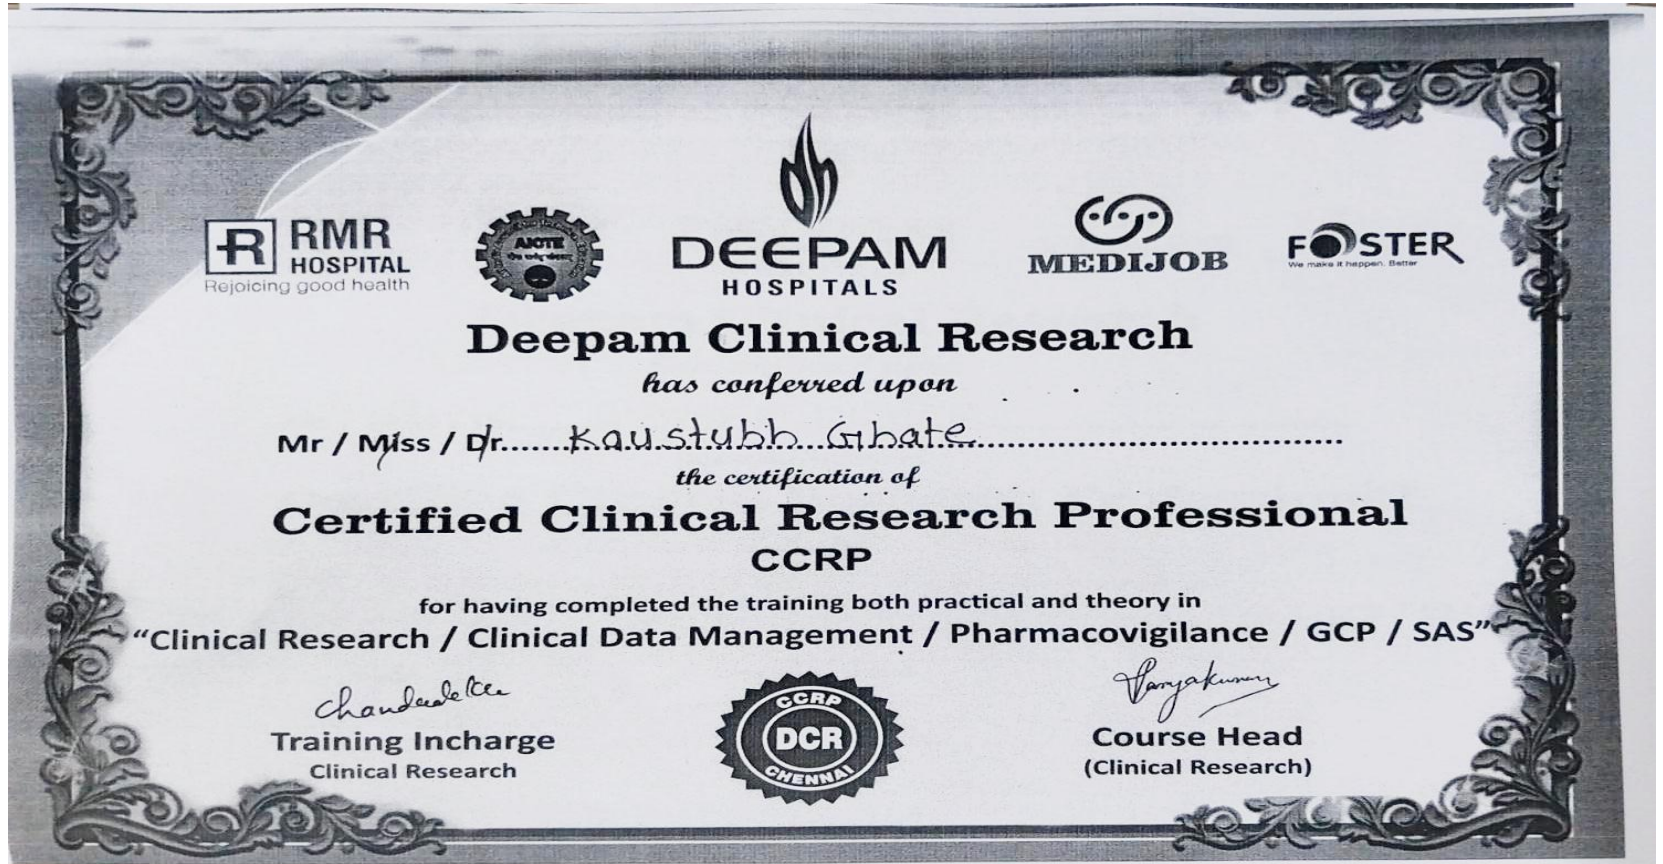 RMR
HOSPITAL
Rejoicing good health
AICTE
DEEPAM
HOSPITALS
MEDIJOB
FOSTER
We make it happen. Better
Deepam Clinical Research
has conferred upon
Mr / Miss / Dr.......Kaustubh Ghate.......
the certification of
Certified Clinical Research Professional
CCRP
for having completed the training both practical and theory in
"Clinical Research / Clinical Data Management / Pharmacovigilance / GCP / SAS"
Training Incharge
Clinical Research
CCRP
DCR
CHENNAI
Course Head
(Clinical Research)